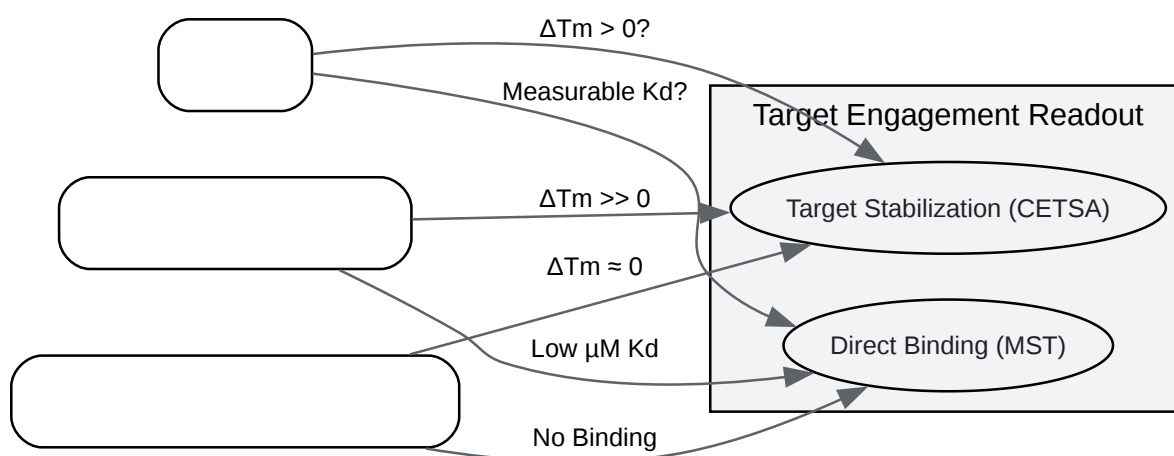 ΔTm > 0?
Measurable Kd?
Target Engagement Readout
ΔTm >> 0
Target Stabilization (CETSA)
ΔTm ≈ 0
Low µM Kd
Direct Binding (MST)
No Binding